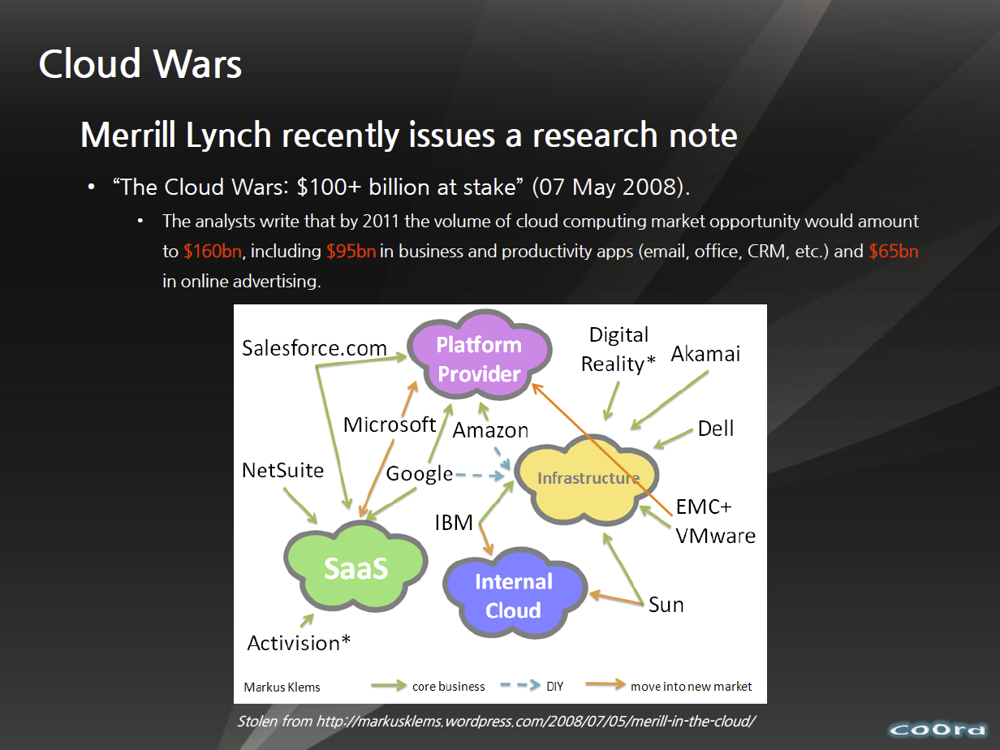 Cloud Wars
Merrill Lynch recently issues a research note
• “The Cloud Wars: $100+ billion at stake” (07 May 2008).
• The analysts write that by 2011 the volume of cloud computing market opportunity would amount
to $160bn, including $95bn in business and productivity apps (email, office, CRM, etc.) and $65bn
in online advertising.
Salesforce.com
Platform
Provider
Digital
Reality*
Akamai
Microsoft
Amazon
Dell
NetSuite
Google
Infrastructure
IBM
EMC+
VMware
SaaS
Internal
Cloud
Sun
Activision*
Markus Klems
core business
DIY
move into new market
Stolen from http://markusklems.wordpress.com/2008/07/05/merill-in-the-cloud/
coord